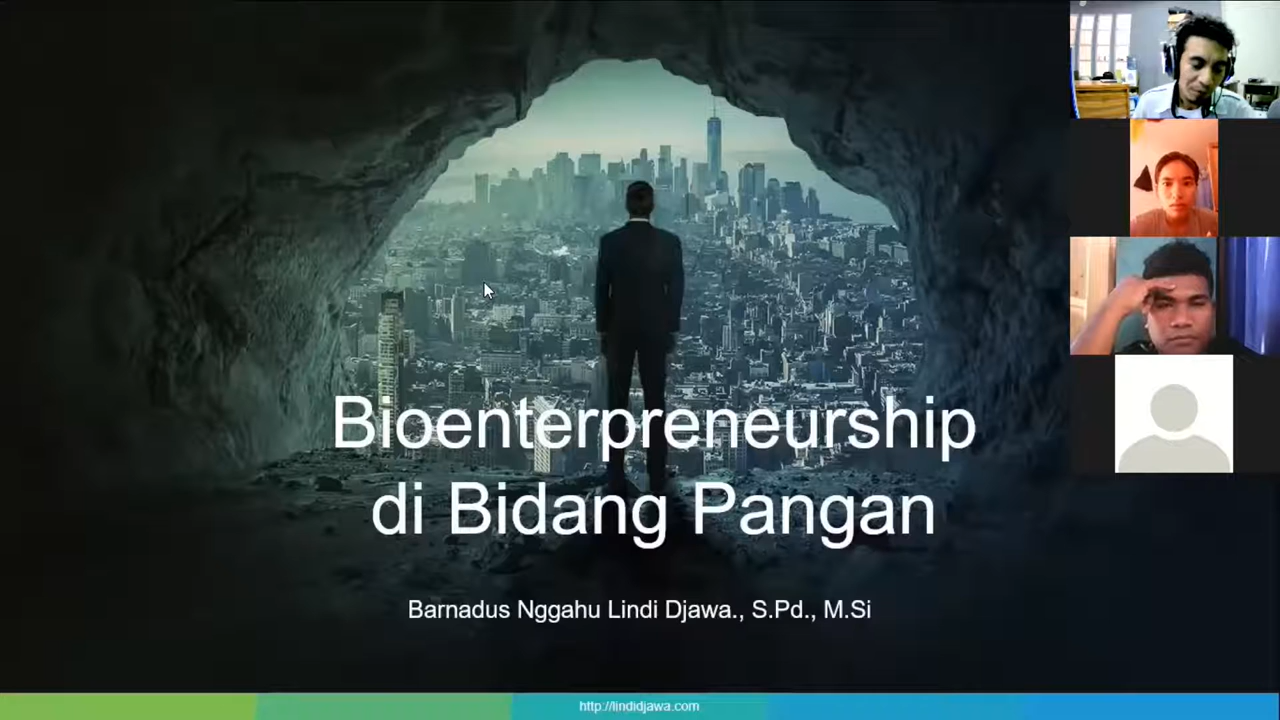 Bioenterpreneurship
di Bidang Pangan
Barnadus Nggahu Lindi Djawa., S.Pd., M.Si
http://lindidjawa.com